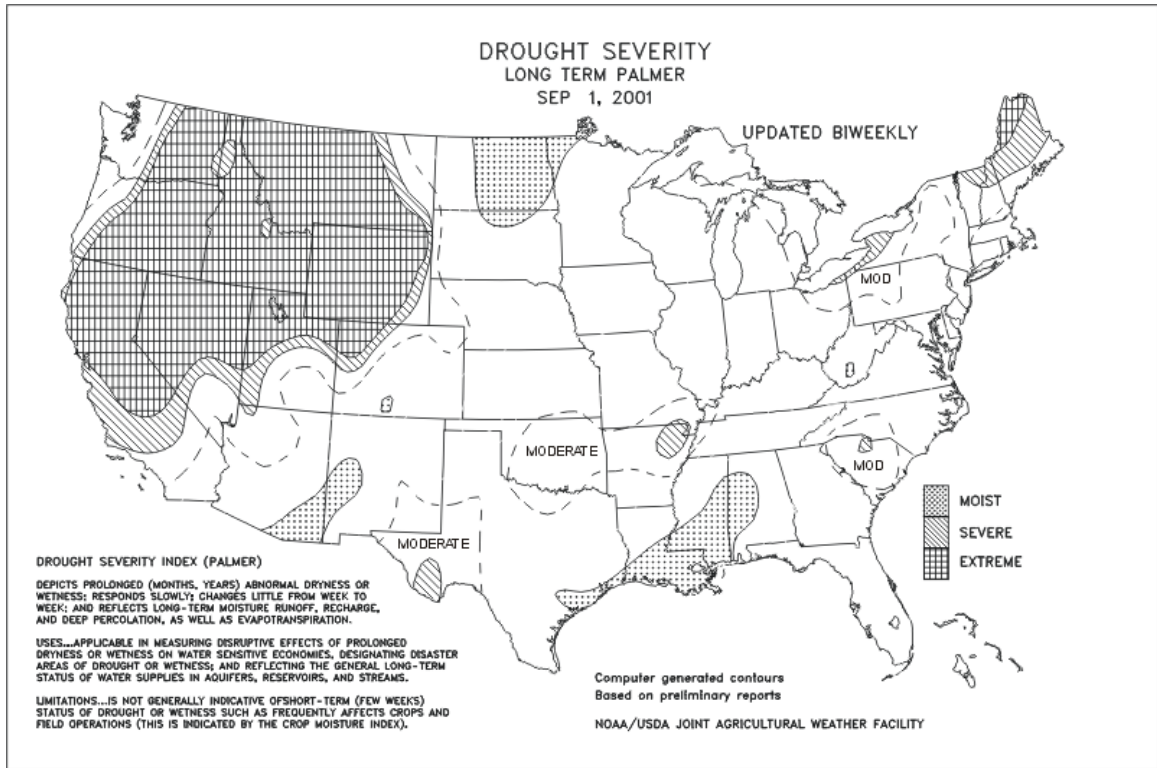 DROUGHT SEVERITY
LONG TERM PALMER
SEP 1, 2001
UPDATED BIWEEKLY
MOD
MODERATE
MOD
MODERATE
MOIST
SEVERE
EXTREME
DROUGHT SEVERITY INDEX (PALMER)
DEPICTS PROLONGED (MONTHS, YEARS) ABNORMAL DRYNESS OR
WETNESS; RESPONDS SLOWLY; CHANGES LITTLE FROM WEEK TO
WEEK; AND REFLECTS LONG-TERM MOISTURE RUNOFF, RECHARGE,
AND DEEP PERCOLATION, AS WELL AS EVAPOTRANSPIRATION.
USES...APPLICABLE IN MEASURING DISRUPTIVE EFFECTS OF PROLONGED
DRYNESS OR WETNESS ON WATER SENSITIVE ECONOMIES, DESIGNATING DISASTER
AREAS OF DROUGHT OR WETNESS; AND REFLECTING THE GENERAL LONG-TERM
STATUS OF WATER SUPPLIES IN AQUIFERS, RESERVOIRS, AND STREAMS.
LIMITATIONS...IS NOT GENERALLY INDICATIVE OFSHORT-TERM (FEW WEEKS)
STATUS OF DROUGHT OR WETNESS SUCH AS FREQUENTLY AFFECTS CROPS AND
FIELD OPERATIONS (THIS IS INDICATED BY THE CROP MOISTURE INDEX).
Computer generated contours
Based on preliminary reports
NOAA/USDA JOINT AGRICULTURAL WEATHER FACILITY